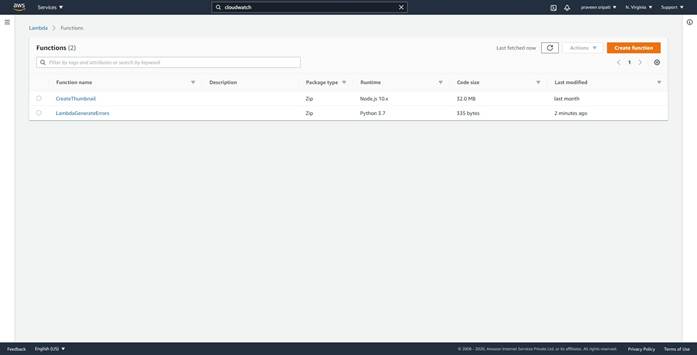 aws Services cloudwatch praveen sripati N. Virginia Support
Lambda Functions
Functions (2) Last fetched now Actions Create function
Filter by tags and attributes or search by keyword 1
Function name Description Package type Runtime Code size Last modified
CreateThumbnail Zip Node.js 10.x 32.0 MB last month
LambdaGenerateErrors Zip Python 3.7 335 bytes 2 minutes ago
Feedback English (US) © 2008 - 2020, Amazon Internet Services Private Ltd. or its affiliates. All rights reserved. Privacy Policy Terms of Use